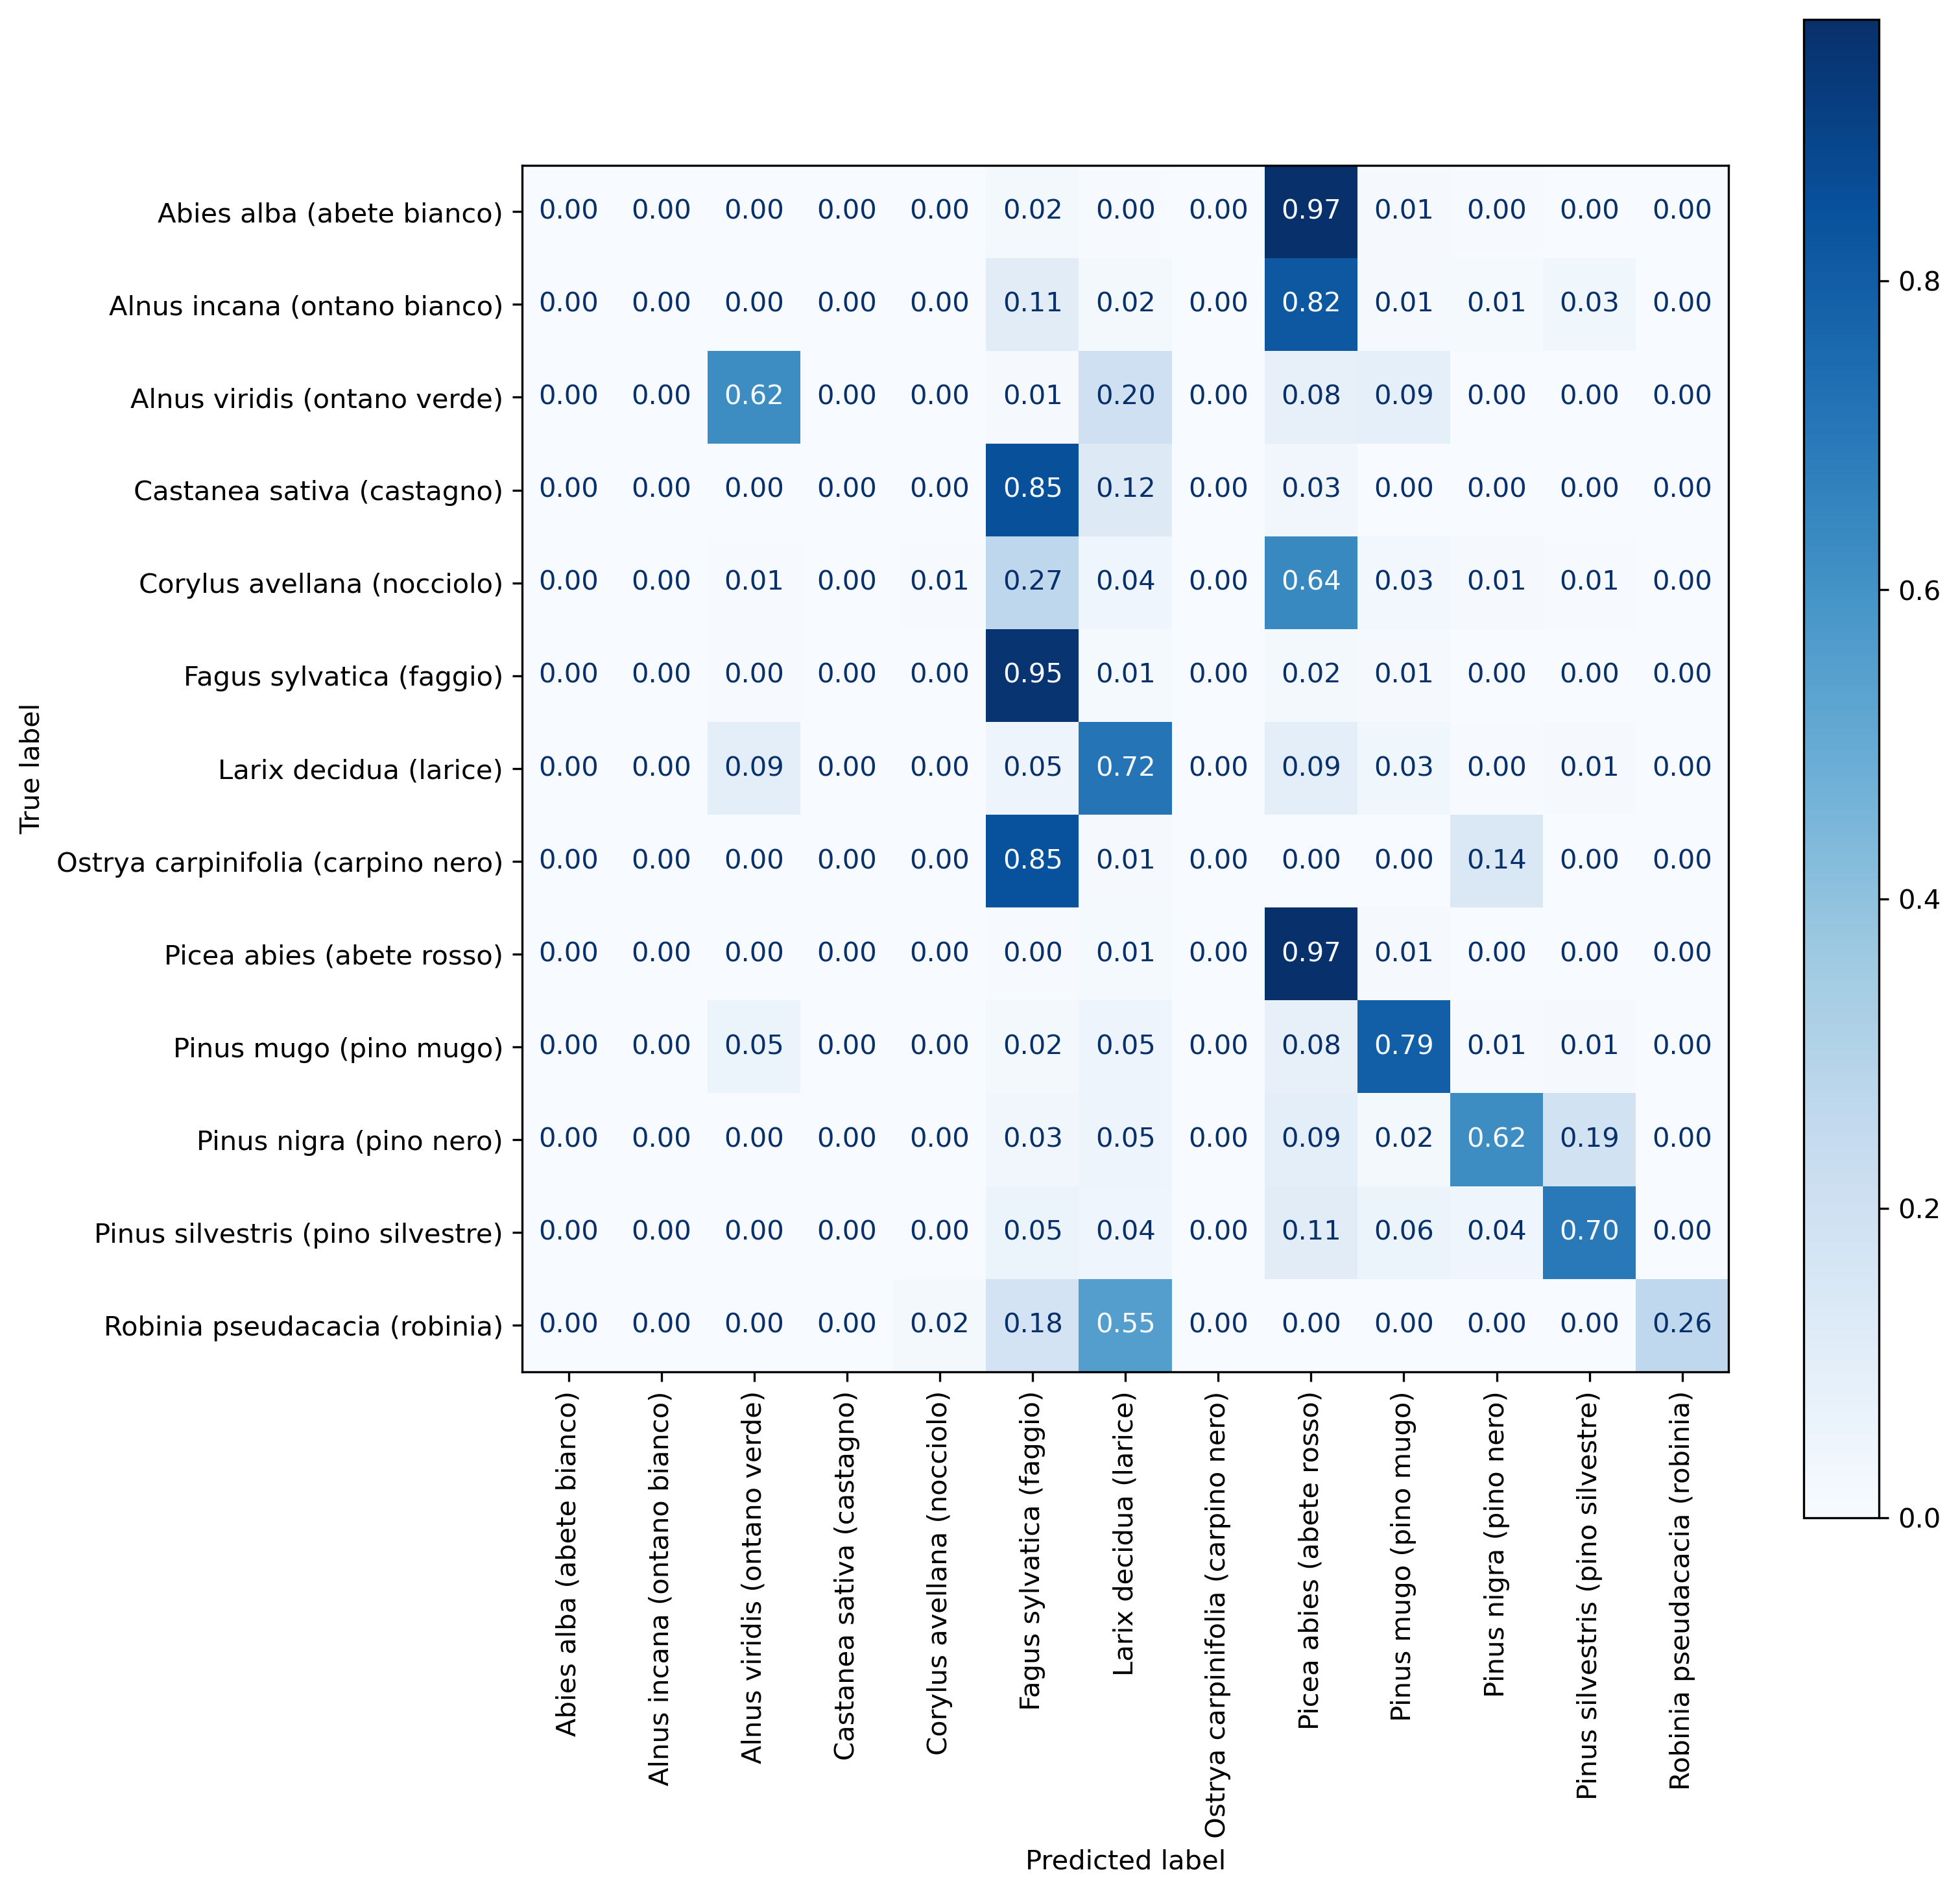 Abies alba (abete bianco) 0.00 0.00 0.00 0.00 0.00 0.02 0.00 0.00 0.97 0.01 0.00 0.00 0.00
Alnus incana (ontano bianco) 0.00 0.00 0.00 0.00 0.00 0.11 0.02 0.00 0.82 0.01 0.01 0.03 0.00
Alnus viridis (ontano verde) 0.00 0.00 0.62 0.00 0.00 0.01 0.20 0.00 0.08 0.09 0.00 0.00 0.00
Castanea sativa (castagno) 0.00 0.00 0.00 0.00 0.00 0.85 0.12 0.00 0.03 0.00 0.00 0.00 0.00
Corylus avellana (nocciolo) 0.00 0.00 0.01 0.00 0.01 0.27 0.04 0.00 0.64 0.03 0.01 0.01 0.00
Fagus sylvatica (faggio) 0.00 0.00 0.00 0.00 0.00 0.95 0.01 0.00 0.02 0.01 0.00 0.00 0.00
Larix decidua (larice) 0.00 0.00 0.09 0.00 0.00 0.05 0.72 0.00 0.09 0.03 0.00 0.01 0.00
Ostrya carpinifolia (carpino nero) 0.00 0.00 0.00 0.00 0.00 0.85 0.01 0.00 0.00 0.00 0.14 0.00 0.00
Picea abies (abete rosso) 0.00 0.00 0.00 0.00 0.00 0.00 0.01 0.00 0.97 0.01 0.00 0.00 0.00
Pinus mugo (pino mugo) 0.00 0.00 0.05 0.00 0.00 0.02 0.05 0.00 0.08 0.79 0.01 0.01 0.00
Pinus nigra (pino nero) 0.00 0.00 0.00 0.00 0.00 0.03 0.05 0.00 0.09 0.02 0.62 0.19 0.00
Pinus silvestris (pino silvestre) 0.00 0.00 0.00 0.00 0.00 0.05 0.04 0.00 0.11 0.06 0.04 0.70 0.00
Robinia pseudacacia (robinia) 0.00 0.00 0.00 0.00 0.02 0.18 0.55 0.00 0.00 0.00 0.00 0.00 0.26
True label
Abies alba (abete bianco)
Alnus incana (ontano bianco)
Alnus viridis (ontano verde)
Castanea sativa (castagno)
Corylus avellana (nocciolo)
Fagus sylvatica (faggio)
Larix decidua (larice)
Ostrya carpinifolia (carpino nero)
Picea abies (abete rosso)
Pinus mugo (pino mugo)
Pinus nigra (pino nero)
Pinus silvestris (pino silvestre)
Robinia pseudacacia (robinia)
Predicted label
0.8
0.6
0.4
0.2
0.0